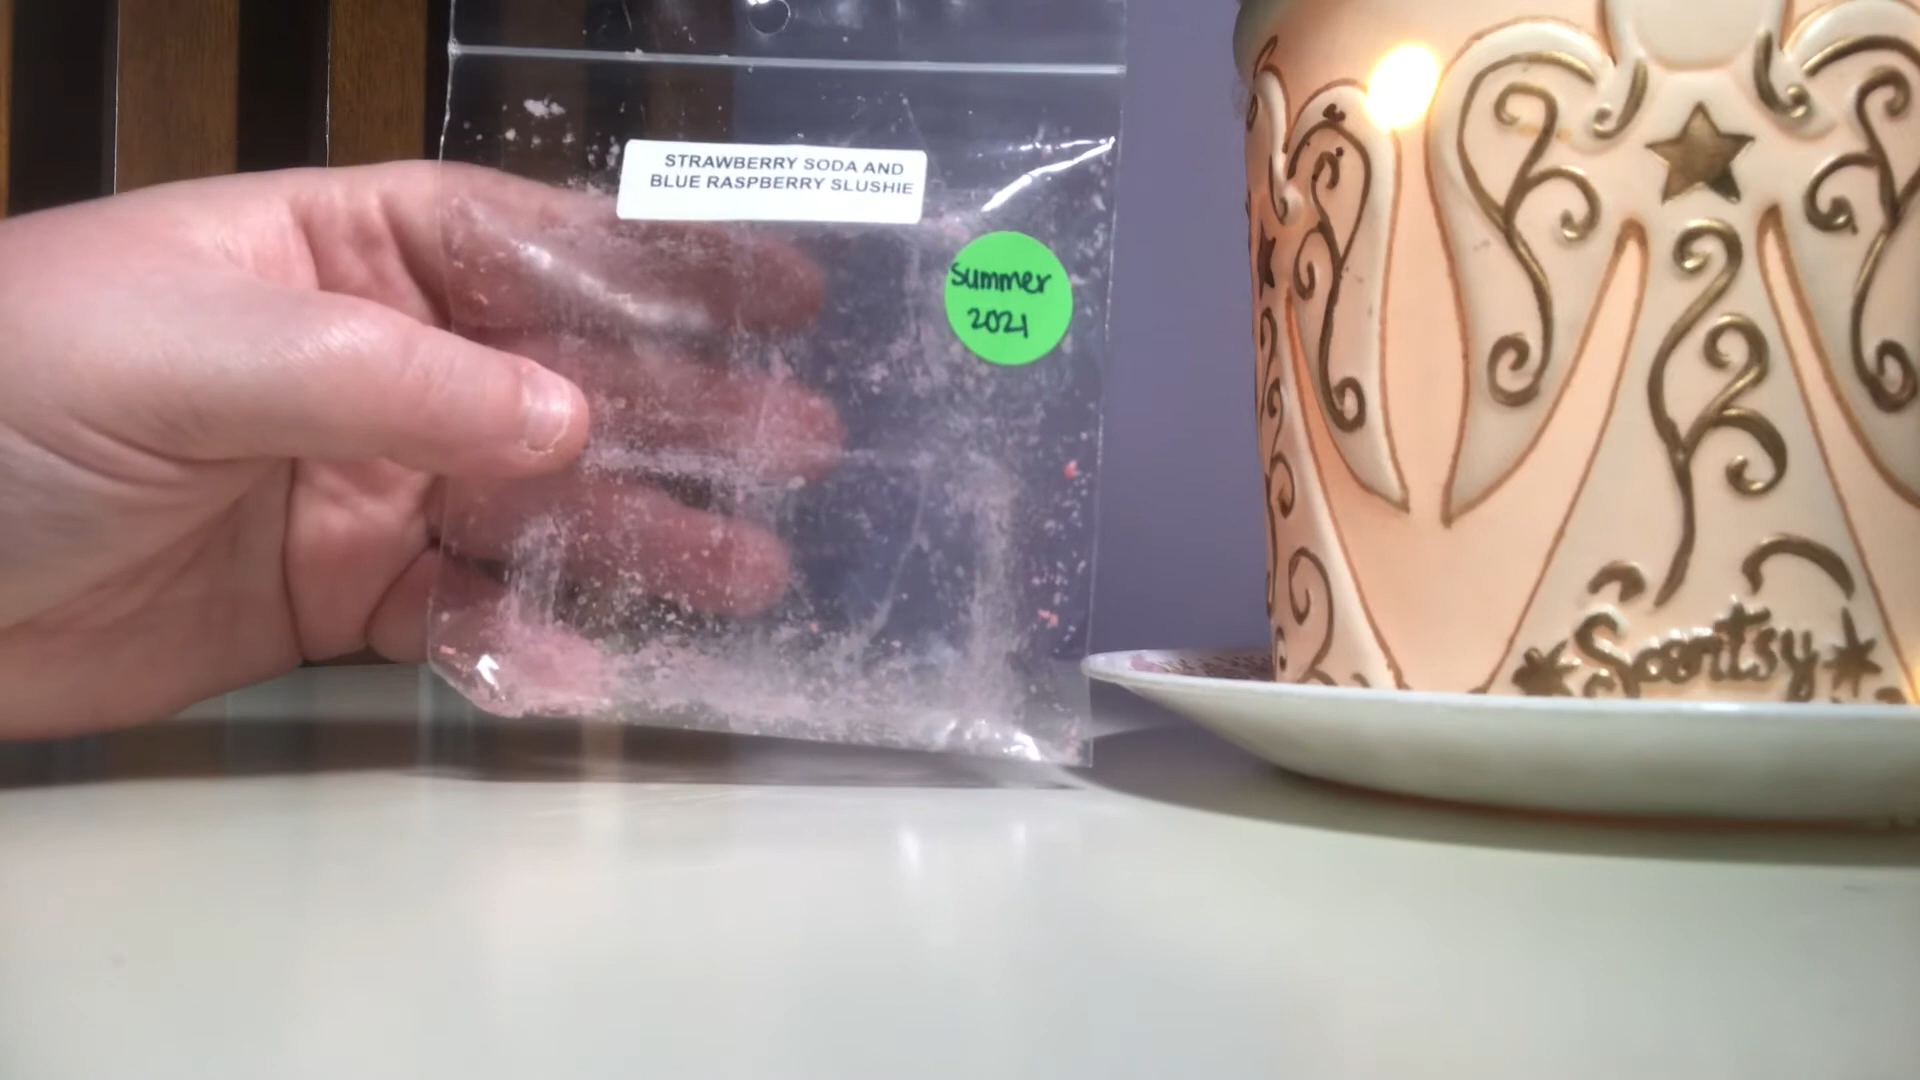 STRAWBERRY SODA AND
BLUE RASPBERRY SLUSHIE
Summer
2021
Scentsy